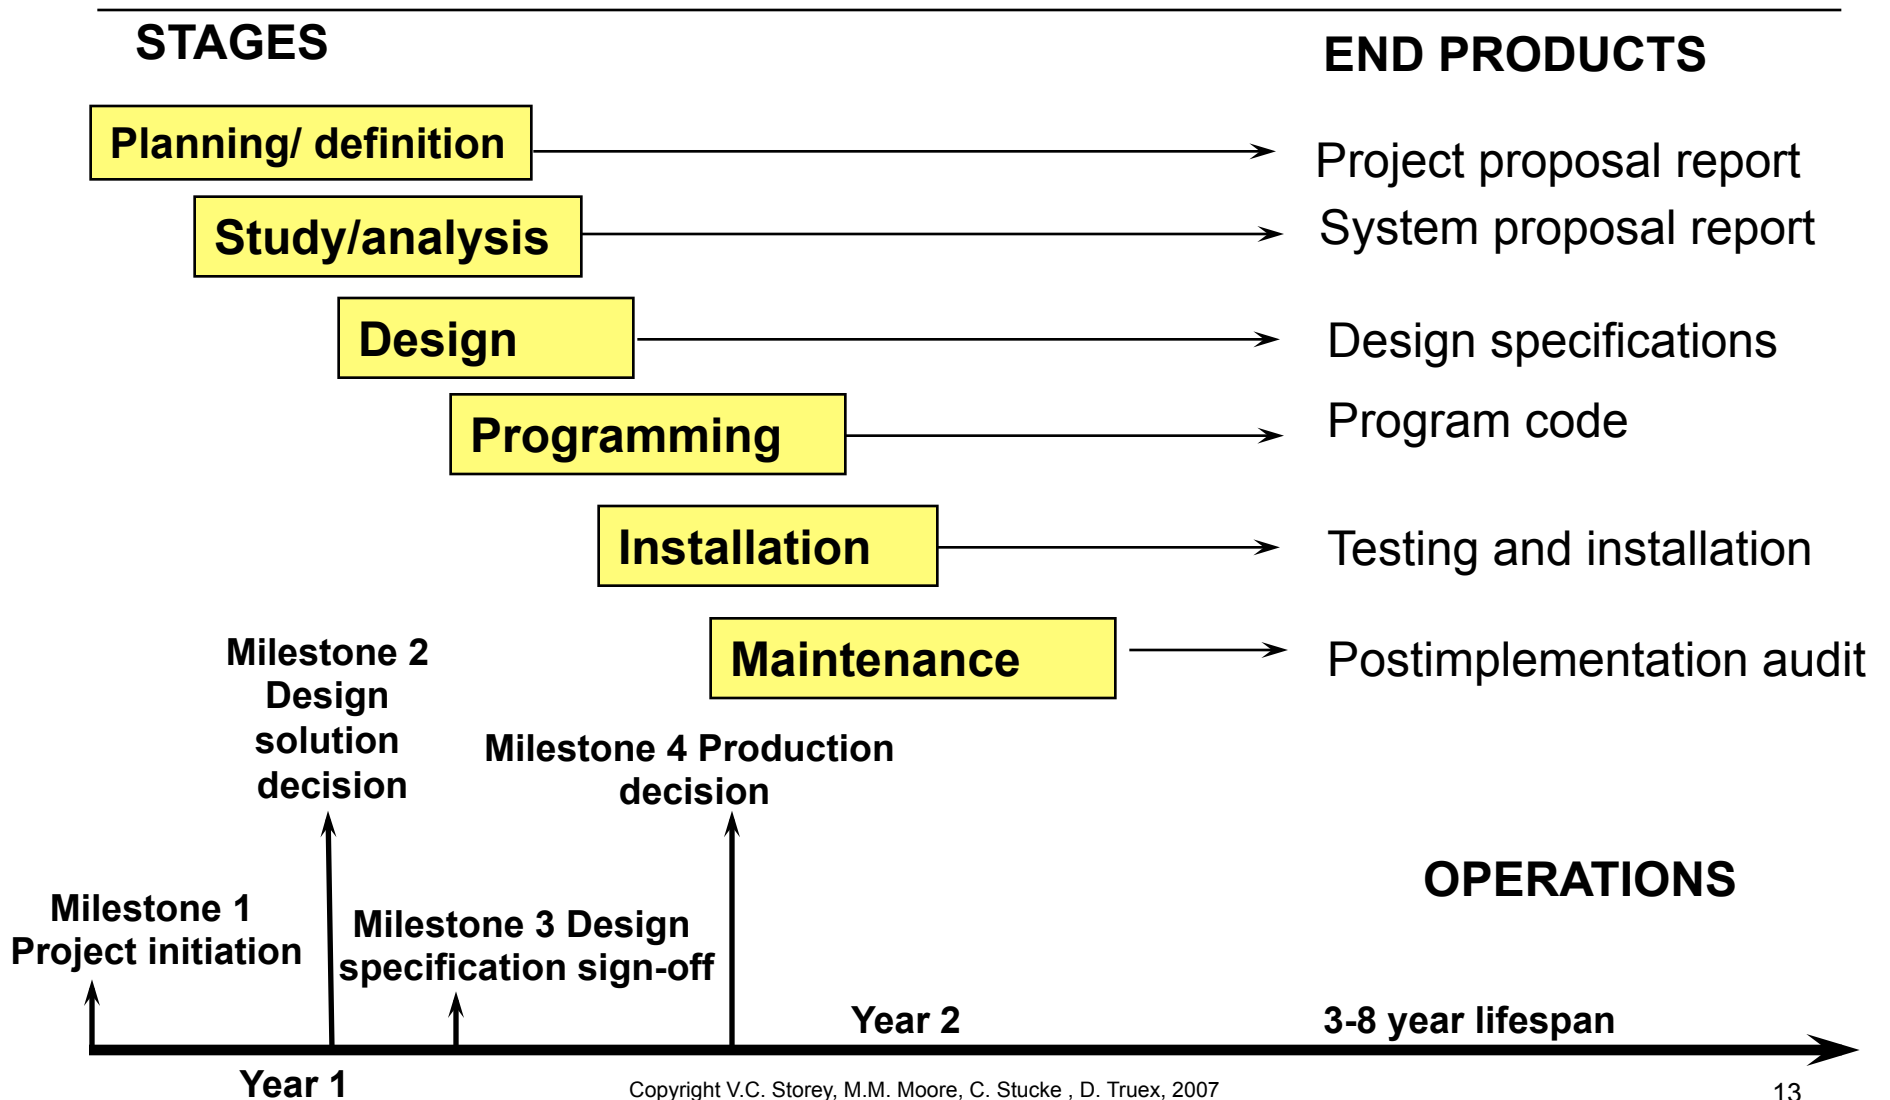 STAGES
END PRODUCTS
Planning/ definition
Project proposal report
Study/analysis
System proposal report
Design
Design specifications
Programming
Program code
Installation
Testing and installation
Maintenance
Postimplementation audit
Milestone 2
Design
solution
decision
Milestone 4 Production
decision
OPERATIONS
Milestone 1
Project initiation
Milestone 3 Design
specification sign-off
Year 2
3-8 year lifespan
Year 1
Copyright V.C. Storey, M.M. Moore, C. Stucke , D. Truex, 2007
13